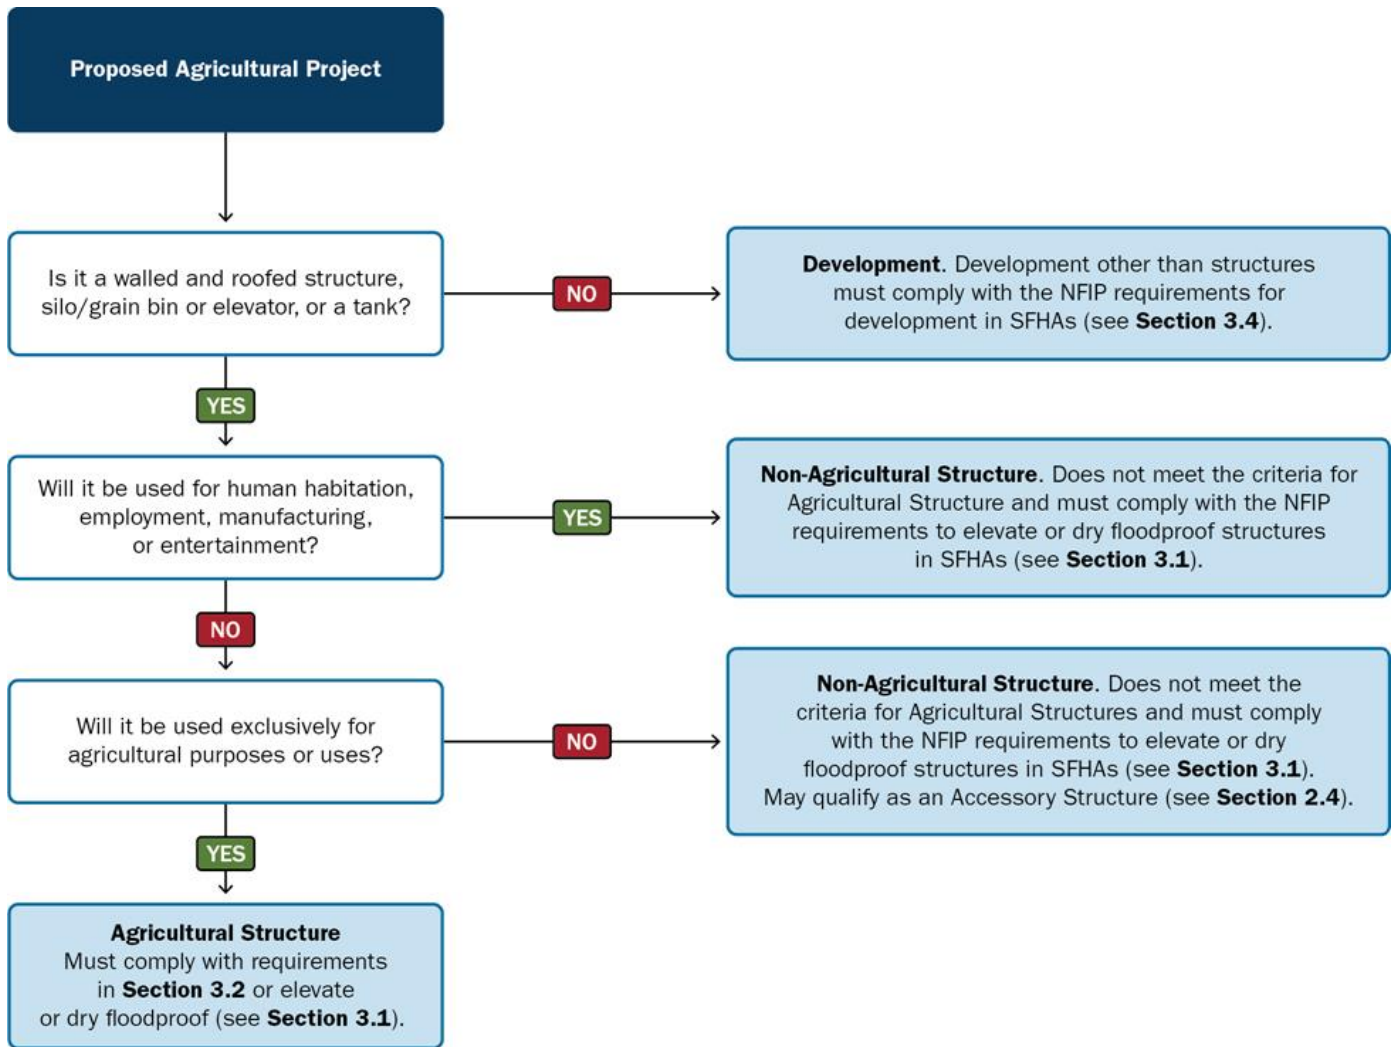 Proposed Agricultural Project
Is it a walled and roofed structure,
silo/grain bin or elevator, or a tank?
NO
Development. Development other than structures
must comply with the NFIP requirements for
development in SFHAs (see Section 3.4).
YES
Will it be used for human habitation,
employment, manufacturing,
or entertainment?
YES
Non-Agricultural Structure. Does not meet the criteria for
Agricultural Structure and must comply with the NFIP
requirements to elevate or dry floodproof structures
in SFHAs (see Section 3.1).
NO
Will it be used exclusively for
agricultural purposes or uses?
NO
Non-Agricultural Structure. Does not meet the
criteria for Agricultural Structures and must comply
with the NFIP requirements to elevate or dry
floodproof structures in SFHAs (see Section 3.1).
May qualify as an Accessory Structure (see Section 2.4).
YES
Agricultural Structure
Must comply with requirements
in Section 3.2 or elevate
or dry floodproof (see Section 3.1).